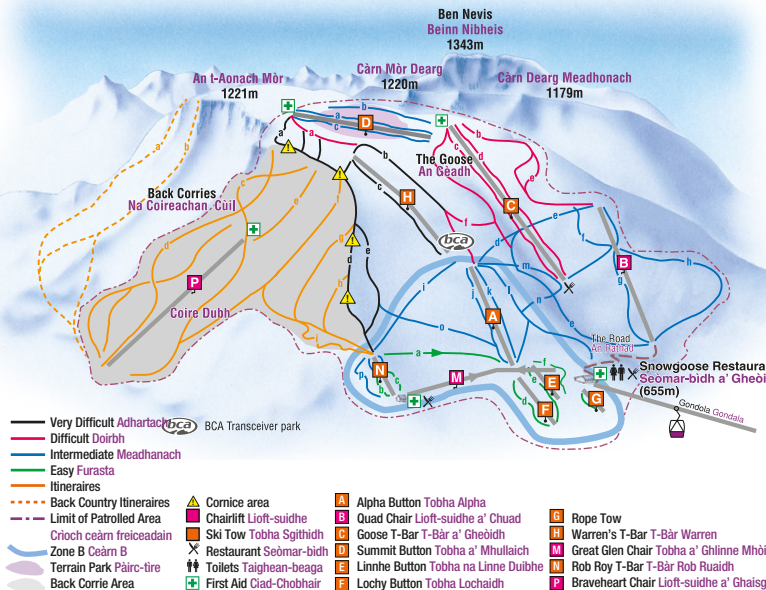 Ben Nevis
Beinn Nibheis
1343m
An t-Aonach Mòr
1221m
Càrn Mòr Dearg
1220m
Càrn Dearg Meadhonach
1179m
a
b
b
a
c
D
a
a
b
c
The Goose
An Gèadh
b
c
d
e
H
C
f
Back Corries
Na Coireachan Cùil
c
d
e
f
g
h
i
P
Coire Dubh
d
e
bca
d
e
f
g
h
B
m
n
i
j
k
l
o
e
A
The Road
An Rathad
a
f
e
d
N
p
b
c
M
E
F
G
Snowgoose Restaura
Seòmar-bìdh a' Gheòi
(655m)
Gondola Gondala
Very Difficult Adhartach
Difficult Doirbh
Intermediate Meadhanach
Easy Furasta
Itineraries
Back Country Itineraires
Limit of Patrolled Area
Crìoch ceàrn freiceadain
Zone B Ceàrn B
Terrain Park Pàirc-tìre
Back Corrie Area
bca BCA Transceiver park
Cornice area
Chairlift Lioft-suidhe
Ski Tow Tobha Sgithidh
Restaurant Seòmar-bìdh
Toilets Taighean-beaga
First Aid Ciad-Chobhair
A Alpha Button Tobha Alpha
B Quad Chair Lioft-suidhe a' Chuad
C Goose T-Bar T-Bàr a' Gheòidh
D Summit Button Tobha a' Mhullaich
E Linnhe Button Tobha na Linne Duibhe
F Lochy Button Tobha Lochaidh
G Rope Tow
H Warren's T-Bar T-Bàr Warren
M Great Glen Chair Tobha a' Ghlinne Mhòi
N Rob Roy T-Bar T-Bàr Rob Ruaidh
P Braveheart Chair Lioft-suidhe a' Ghaisg